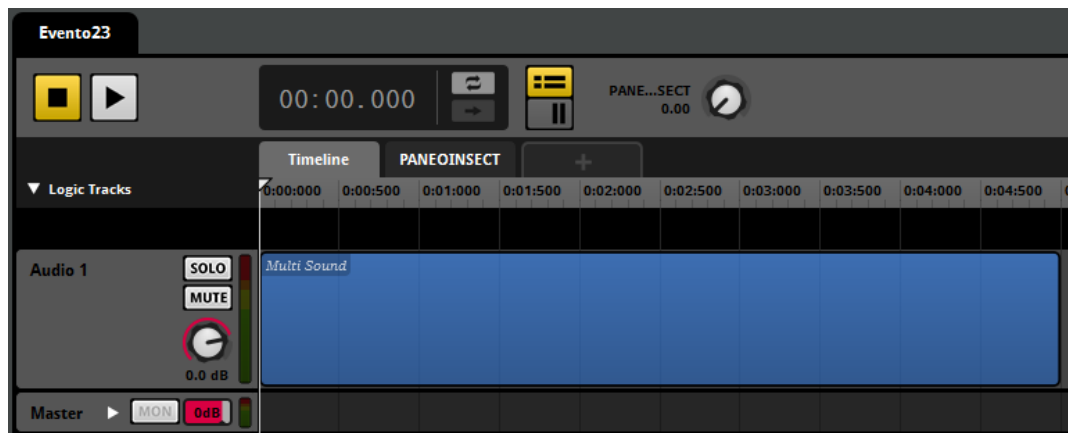 Evento23
00:00.000
PANE...SECT
0.00
Timeline PANEOINSECT +
Logic Tracks
0:00:000 0:00:500 0:01:000 0:01:500 0:02:000 0:02:500 0:03:000 0:03:500 0:04:000 0:04:500
Audio 1 SOLO Multi Sound
MUTE
0.0 dB
Master MON 0dB